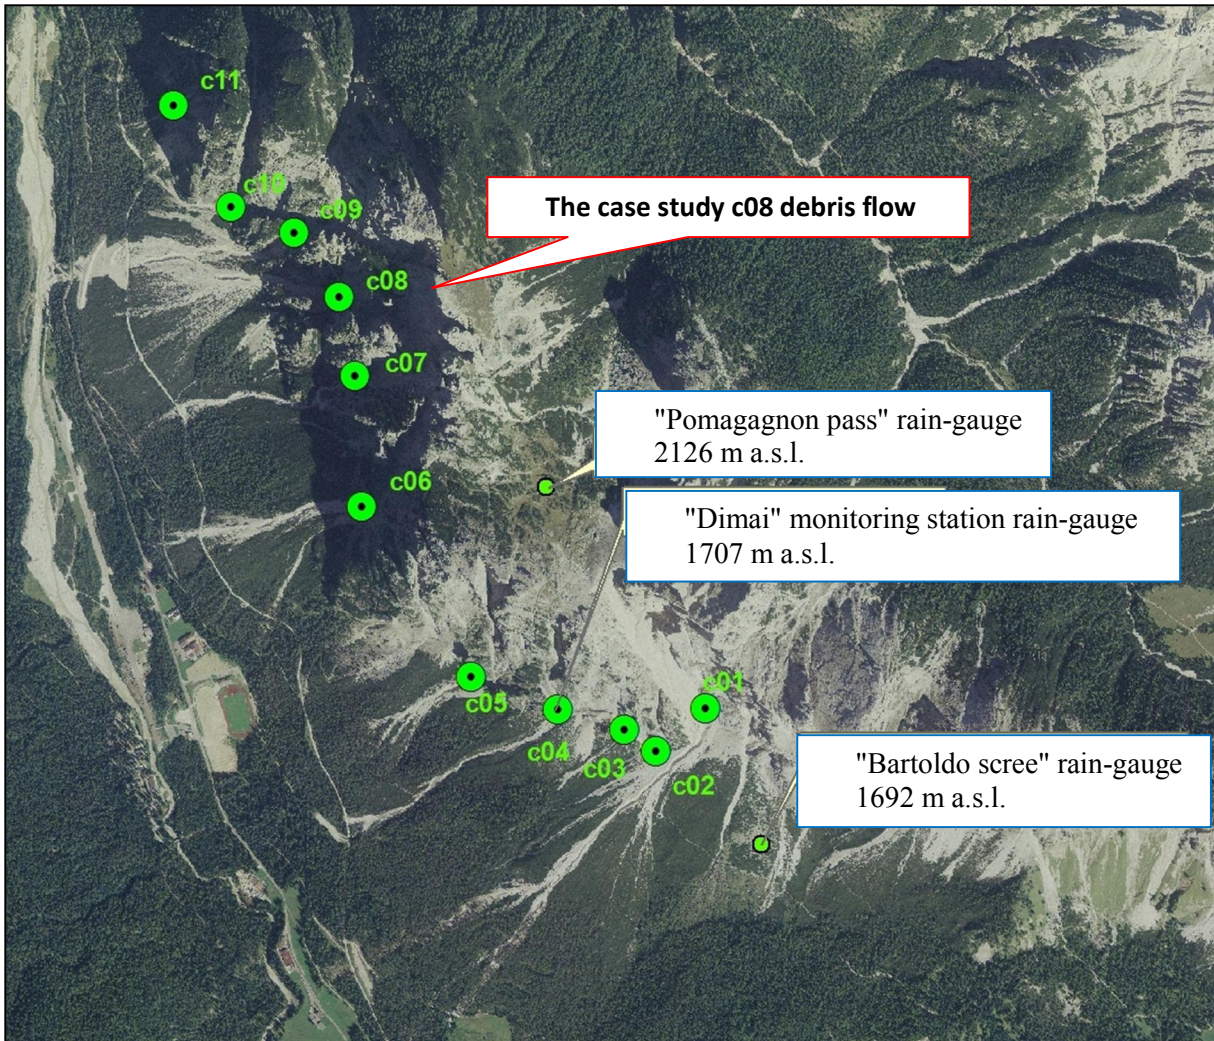 c11
c10
c09
The case study c08 debris flow
c08
c07
"Pomagagnon pass" rain-gauge
2126 m a.s.l.
c06
"Dimai" monitoring station rain-gauge
1707 m a.s.l.
c05
c01
c04
c03
c02
"Bartoldo scree" rain-gauge
1692 m a.s.l.